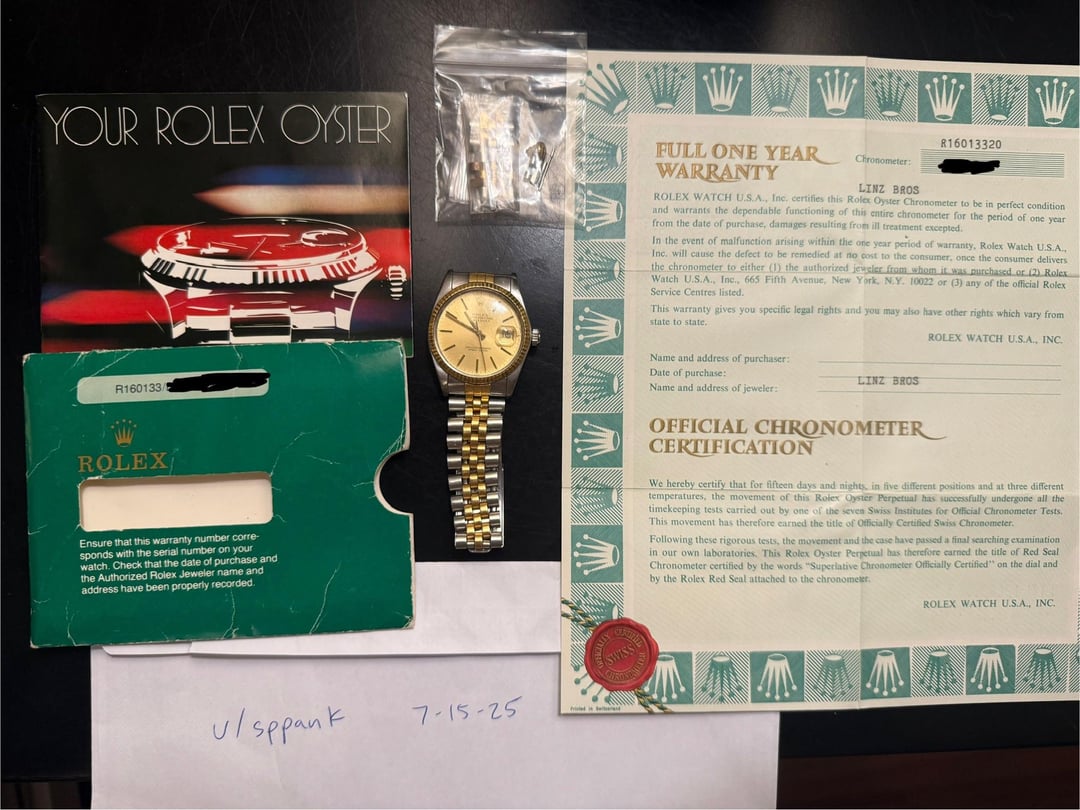 YOUR ROLEX OYSTER
R160133/
ROLEX
Ensure that this warranty number corre-
sponds with the serial number on your
watch. Check that the date of purchase and
the Authorized Rolex Jeweler name and
address have been properly recorded.
u/sppank 7-15-25
FULL ONE YEAR
WARRANTY
Chronometer:
R16013320
LINZ BROS
ROLEX WATCH U.S.A., Inc. certifies this Rolex Oyster Chronometer to be in perfect condition
and warrants the dependable functioning of this entire chronometer for the period of one year
from the date of purchase, damages resulting from ill treatment excepted.
In the event of malfunction arising within the one year period of warranty, Rolex Watch U.S.A.,
Inc. will cause the defect to be remedied at no cost to the consumer, once the consumer delivers
the chronometer to either (1) the authorized jeweler from whom it was purchased or (2) Rolex
Watch U.S.A., Inc., 665 Fifth Avenue, New York, N.Y. 10022 or (3) any of the official Rolex
Service Centres listed.
This warranty gives you specific legal rights and you may also have other rights which vary from
state to state.
ROLEX WATCH U.S.A., INC.
Name and address of purchaser:
Date of purchase:
Name and address of jeweler:
LINZ BROS
OFFICIAL CHRONOMETER
CERTIFICATION
We hereby certify that for fifteen days and nights, in five different positions and at three different
temperatures, the movement of this Rolex Oyster Perpetual has successfully undergone all the
timekeeping tests carried out by one of the seven Swiss Institutes for Official Chronometer Tests.
This movement has therefore earned the title of Officially Certified Swiss Chronometer.
Following these rigorous tests, the movement and the case have passed a final searching examination
in our own laboratories. This Rolex Oyster Perpetual has therefore earned the title of Red Seal
Chronometer certified by the words "Superlative Chronometer Officially Certified" on the dial and
by the Rolex Red Seal attached to the chronometer.
ROLEX WATCH U.S.A., INC.
OFFICIALLY CERTIFIED
SWISS
CHRONOMETER
Printed in Switzerland